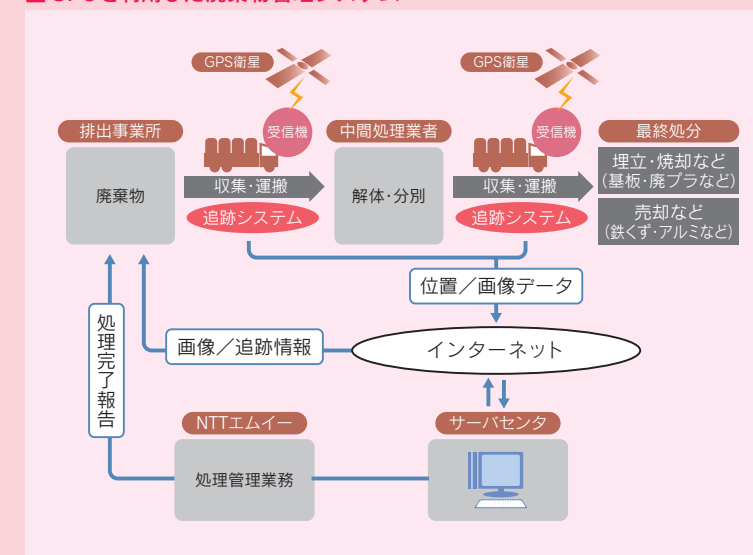 GPS衛星
GPS衛星
排出事業所
受信機
中間処理業者
受信機
最終処分
廃棄物
収集・運搬
追跡システム
解体・分別
収集・運搬
追跡システム
埋立・焼却など
(基板・廃プラなど)
売却など
(鉄くず・アルミなど)
位置／画像データ
処理完了報告
画像／追跡情報
インターネット
NTTエムイー
サーバセンタ
処理管理業務